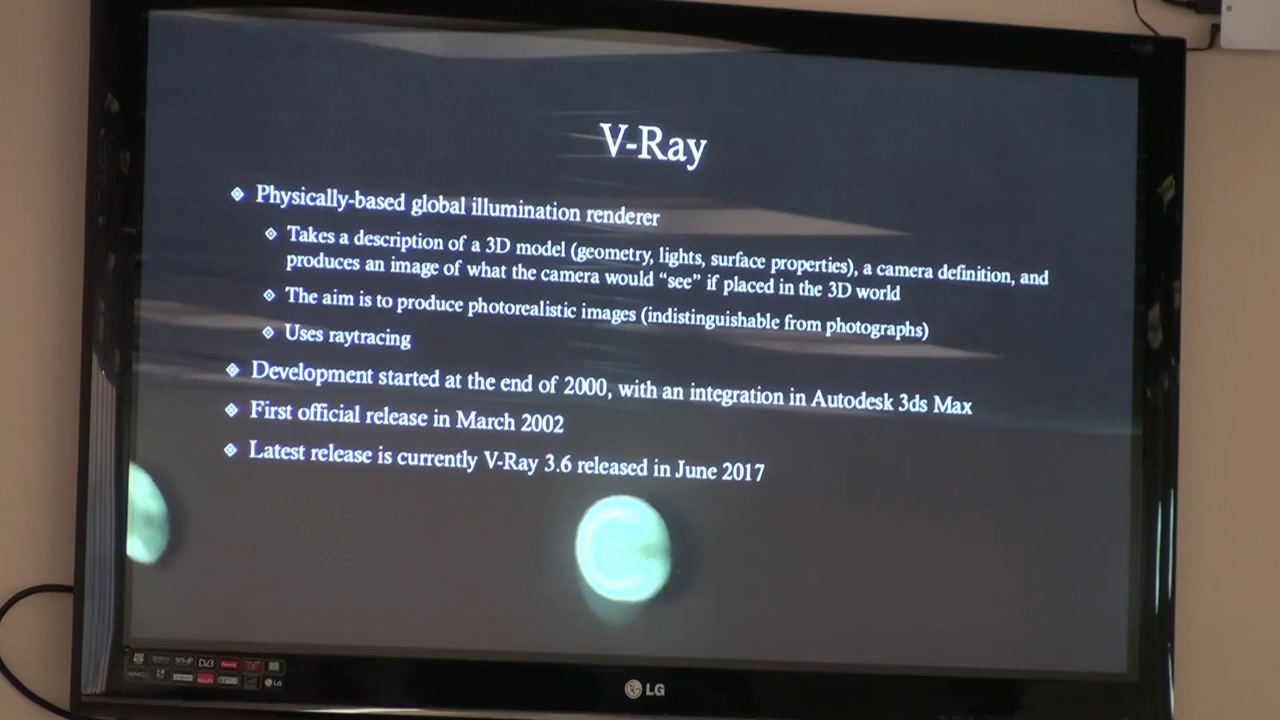 V-Ray
Physically-based global illumination renderer
Takes a description of a 3D model (geometry, lights, surface properties), a camera definition, and
produces an image of what the camera would “see” if placed in the 3D world
The aim is to produce photorealistic images (indistinguishable from photographs)
Uses raytracing
Development started at the end of 2000, with an integration in Autodesk 3ds Max
First official release in March 2002
Latest release is currently V-Ray 3.6 released in June 2017
DVB
LG
LG